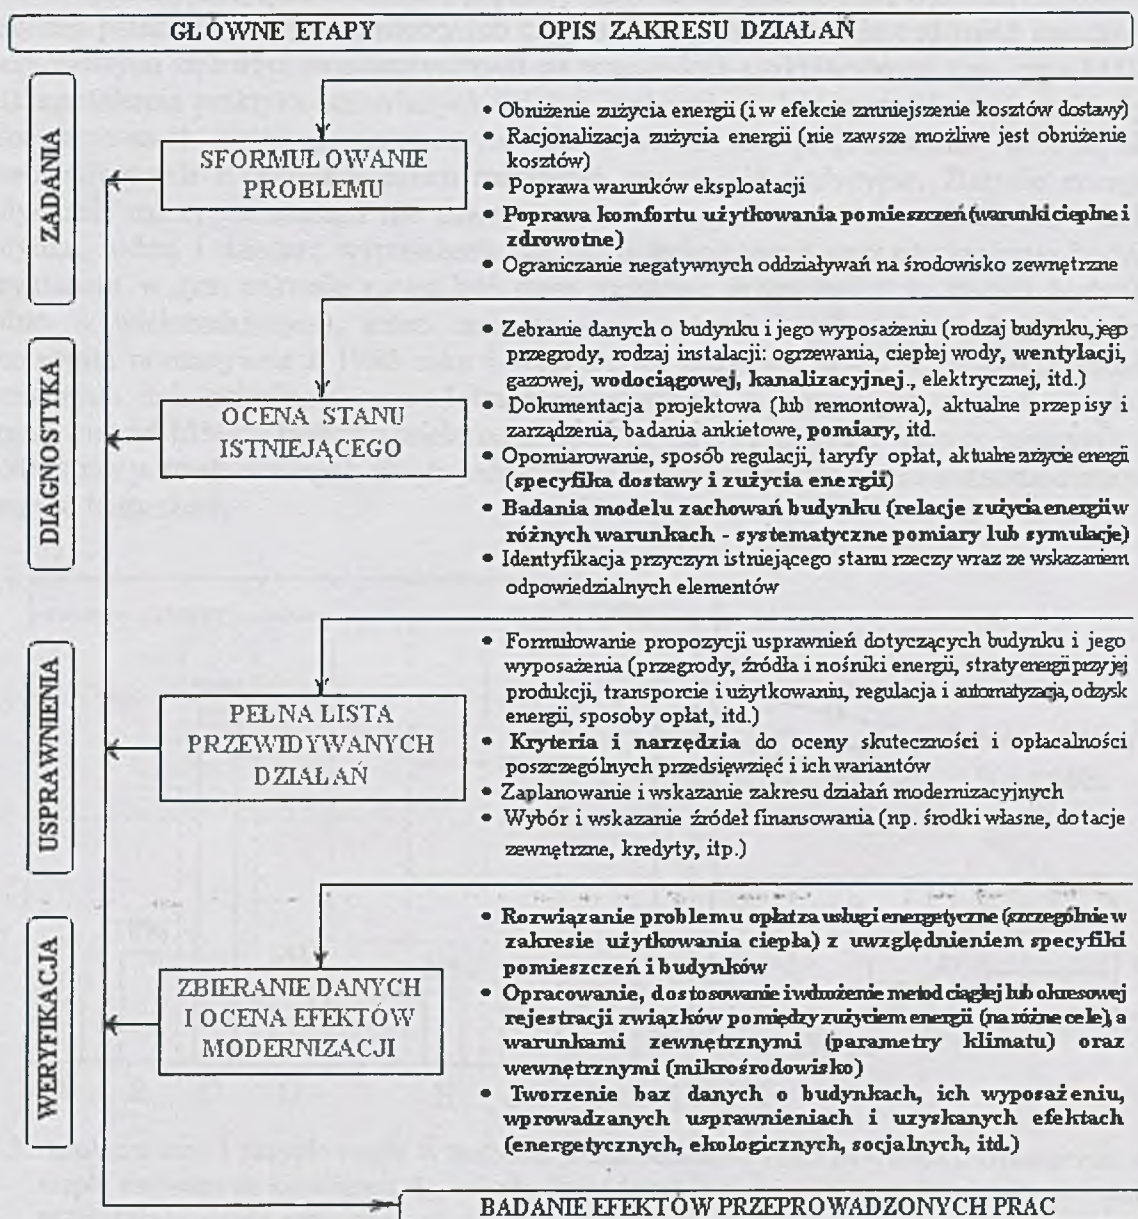 GŁÓWNE ETAPY OPIS ZAKRESU DZIAŁAŃ
ZADANIA
SFORMUŁOWANIE
PROBLEMU
• Obniżenie zużycia energii (i w efekcie zmniejszenie kosztów dostawy)
• Racjonalizacja zużycia energii (nie zawsze możliwe jest obniżenie
kosztów)
• Poprawa warunków eksploatacji
• Poprawa komfortu użytkowania pomieszczeń (warunki cieplne i
zdrowotne)
• Ograniczanie negatywnych oddziaływań na środowisko zewnętrzne
DIAGNOSTYKA
OCENA STANU
ISTNIEJĄCEGO
• Zebranie danych o budynku i jego wyposażeniu (rodzaj budynku, jego
przegrody, rodzaj instalacji: ogrzewania, ciepłej wody, wentylacji,
gazowej, wodociągowej, kanalizacyjnej., elektrycznej, itd.)
• Dokumentacja projektowa (lub remontowa), aktualne przepisy i
zarządzenia, badania ankietowe, pomiary, itd.
• Opomiarowanie, sposób regulacji, taryfy opłat, aktualne zużycie energii
(specyfika dostawy i zużycia energii)
• Badania modelu zachowań budynku (relacje zużycia energii w
różnych warunkach - systematyczne pomiary lub symulacje)
• Identyfikacja przyczyn istniejącego stanu rzeczy wraz ze wskazaniem
odpowiedzialnych elementów
USPRAWNIENIA
PEŁNA LISTA
PRZEWIDYWANYCH
DZIAŁAŃ
• Formułowanie propozycji usprawnień dotyczących budynku i jego
wyposażenia (przegrody, źródła i nośniki energii, straty energii przy jej
produkcji, transporcie i użytkowaniu, regulacja i automatyzacja, odzysk
energii, sposoby opłat, itd.)
• Kryteria i narzędzia do oceny skuteczności i opłacalności
poszczególnych przedsięwzięć i ich wariantów
• Zaplanowanie i wskazanie zakresu działań modernizacyjnych
• Wybór i wskazanie źródeł finansowania (np. środki własne, dotacje
zewnętrzne, kredyty, itp.)
WERYFIKACJA
ZBIERANIE DANYCH
I OCENA EFEKTÓW
MODERNIZACJI
• Rozwiązanie problemu opłat za usługi energetyczne (szczególnie w
zakresie użytkowania ciepła) z uwzględnieniem specyfiki
pomieszczeń i budynków
• Opracowanie, dostosowanie i wdrożenie metod ciągłej lub okresowej
rejestracji związków pomiędzy zużyciem energii (na różne cele), a
warunkami zewnętrznymi (parametry klimatu) oraz
wewnętrznymi (mikrośrodowisko)
• Tworzenie baz danych o budynkach, ich wyposażeniu,
wprowadzanych usprawnieniach i uzyskanych efektach
(energetycznych, ekologicznych, socjalnych, itd.)
BADANIE EFEKTÓW PRZEPROWADZONYCH PRAC